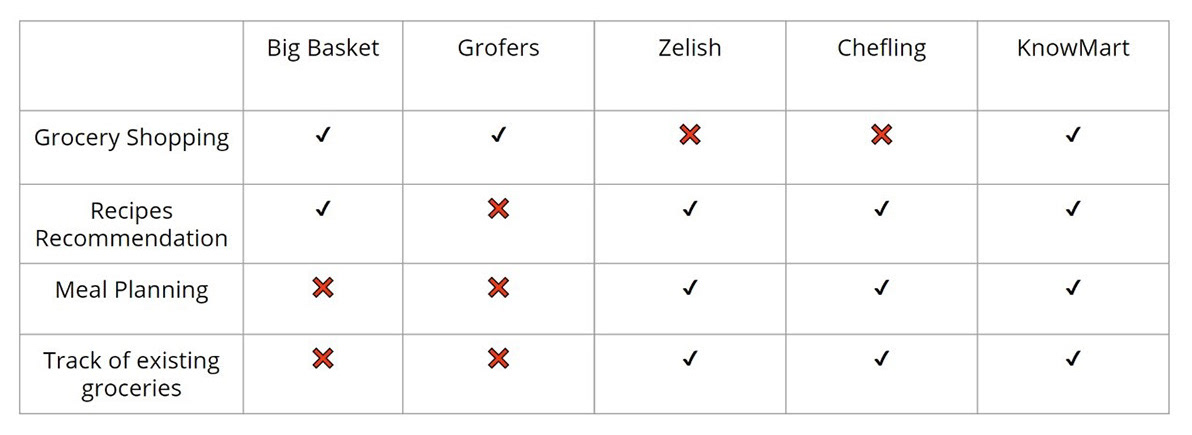 Big Basket Grofers Zelish Chefling KnowMart
Grocery Shopping ✓ ✓ ✗ ✗ ✓
Recipes
Recommendation ✓ ✗ ✓ ✓ ✓
Meal Planning ✗ ✗ ✓ ✓ ✓
Track of existing
groceries ✗ ✗ ✓ ✓ ✓